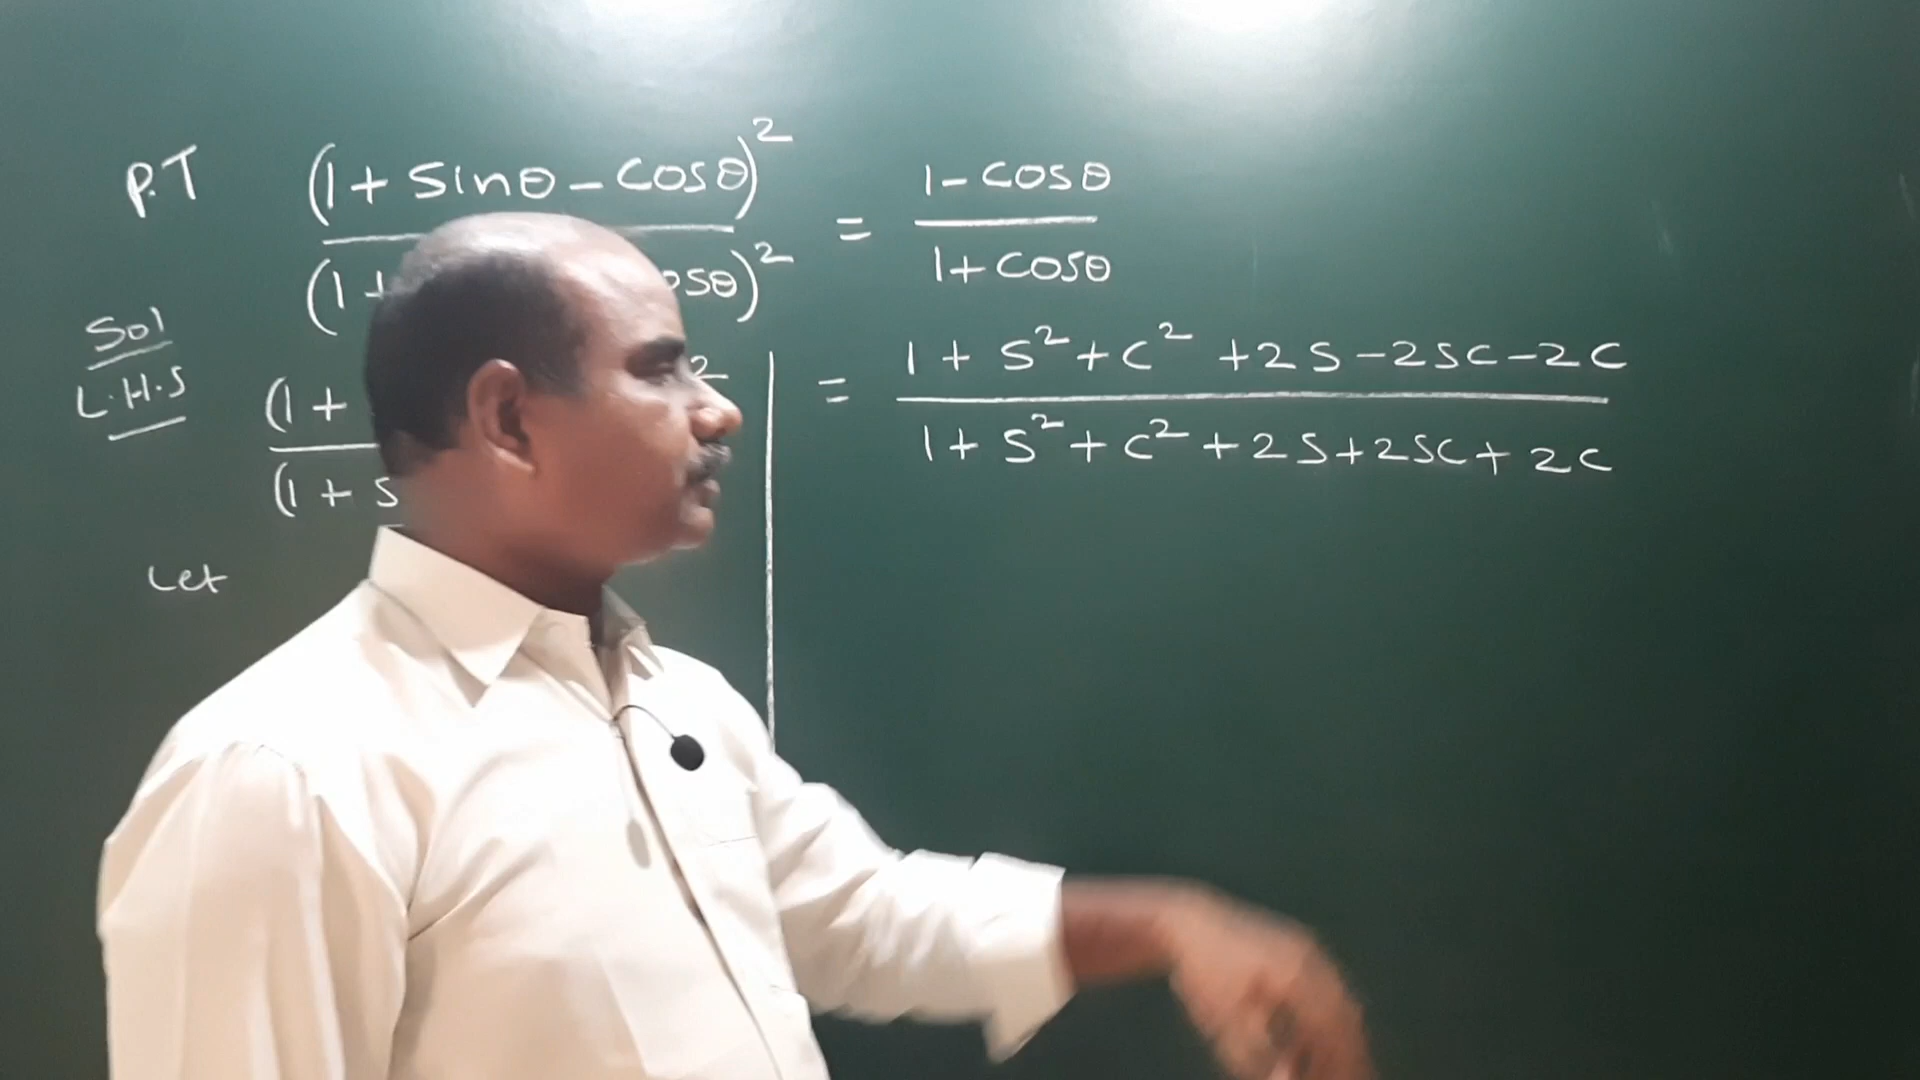 P.T (1 + sinθ - cosθ)² / (1 + osθ)² = 1 - cosθ / 1 + cosθ
Sol
L.H.S (1 + ² / (1 + s
= 1 + s² + c² + 2s - 2sc - 2c / 1 + s² + c² + 2s + 2sc + 2c
Let